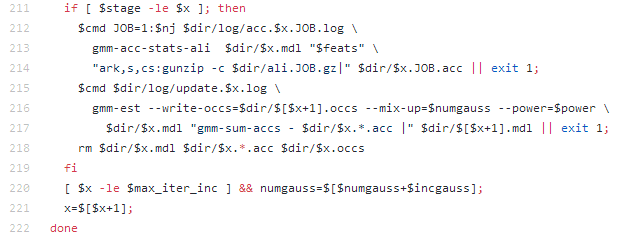 211 if [ $stage -le $x ]; then
212 $cmd JOB=1:$nj $dir/log/acc.$x.JOB.log \
213 gmm-acc-stats-ali  $dir/$x.mdl "$feats" \
214 "ark,s,cs:gunzip -c $dir/ali.JOB.gz|" $dir/$x.JOB.acc || exit 1;
215 $cmd $dir/log/update.$x.log \
216 gmm-est --write-occs=$dir/$[$x+1].occs --mix-up=$numgauss --power=$power \
217 $dir/$x.mdl "gmm-sum-accs - $dir/$x.*.acc |" $dir/$[$x+1].mdl || exit 1;
218 rm $dir/$x.mdl $dir/$x.*.acc $dir/$x.occs
219 fi
220 [ $x -le $max_iter_inc ] && numgauss=$[$numgauss+$incgauss];
221 x=$[$x+1];
222 done